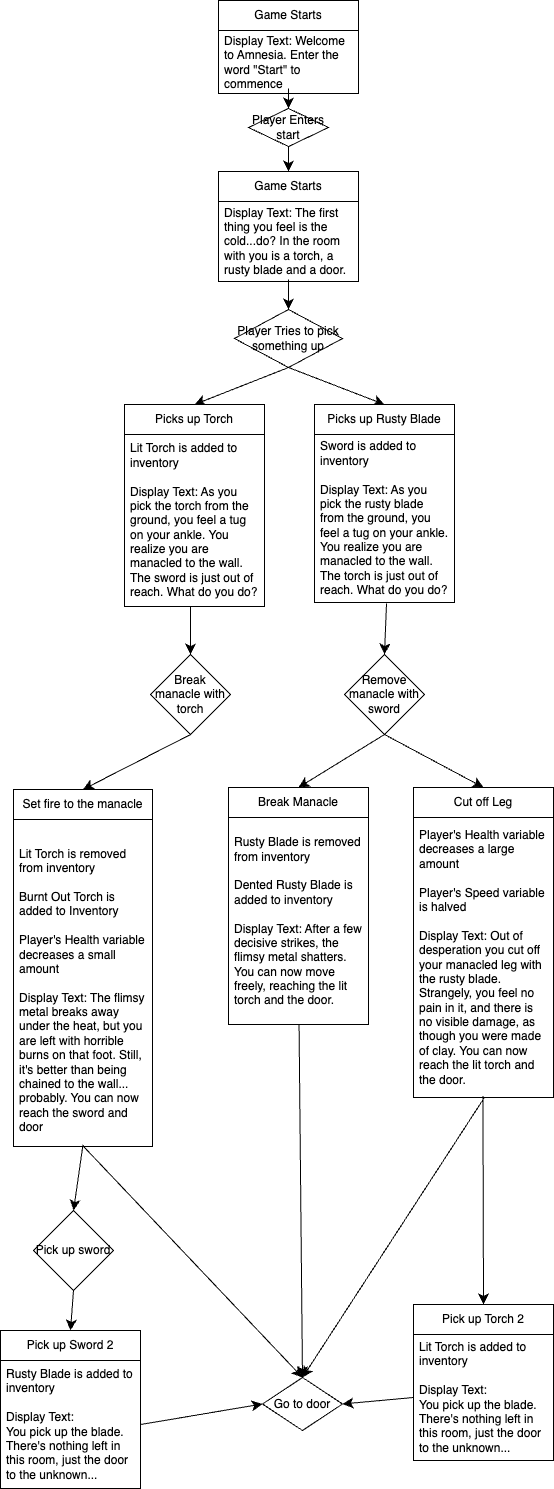 Game Starts
Display Text: Welcome
to Amnesia. Enter the
word "Start" to
commence
Player Enters
start
Game Starts
Display Text: The first
thing you feel is the
cold...do? In the room
with you is a torch, a
rusty blade and a door.
Player Tries to pick
something up
Picks up Torch
Lit Torch is added to
inventory
Display Text: As you
pick the torch from the
ground, you feel a tug
on your ankle. You
realize you are
manacled to the wall.
The sword is just out of
reach. What do you do?
Picks up Rusty Blade
Sword is added to
inventory
Display Text: As you
pick the rusty blade
from the ground, you
feel a tug on your ankle.
You realize you are
manacled to the wall.
The torch is just out of
reach. What do you do?
Break
manacle with
torch
Remove
manacle with
sword
Set fire to the manacle
Lit Torch is removed
from inventory
Burnt Out Torch is
added to Inventory
Player's Health variable
decreases a small
amount
Display Text: The flimsy
metal breaks away
under the heat, but you
are left with horrible
burns on that foot. Still,
it's better than being
chained to the wall...
probably. You can now
reach the sword and
door
Break Manacle
Rusty Blade is removed
from inventory
Dented Rusty Blade is
added to inventory
Display Text: After a few
decisive strikes, the
flimsy metal shatters.
You can now move
freely, reaching the lit
torch and the door.
Cut off Leg
Player's Health variable
decreases a large
amount
Player's Speed variable
is halved
Display Text: Out of
desperation you cut off
your manacled leg with
the rusty blade.
Strangely, you feel no
pain in it, and there is
no visible damage, as
though you were made
of clay. You can now
reach the lit torch and
the door.
Pick up sword
Pick up Sword 2
Rusty Blade is added to
inventory
Display Text:
You pick up the blade.
There's nothing left in
this room, just the door
to the unknown...
Go to door
Pick up Torch 2
Lit Torch is added to
inventory
Display Text:
You pick up the blade.
There's nothing left in
this room, just the door
to the unknown...